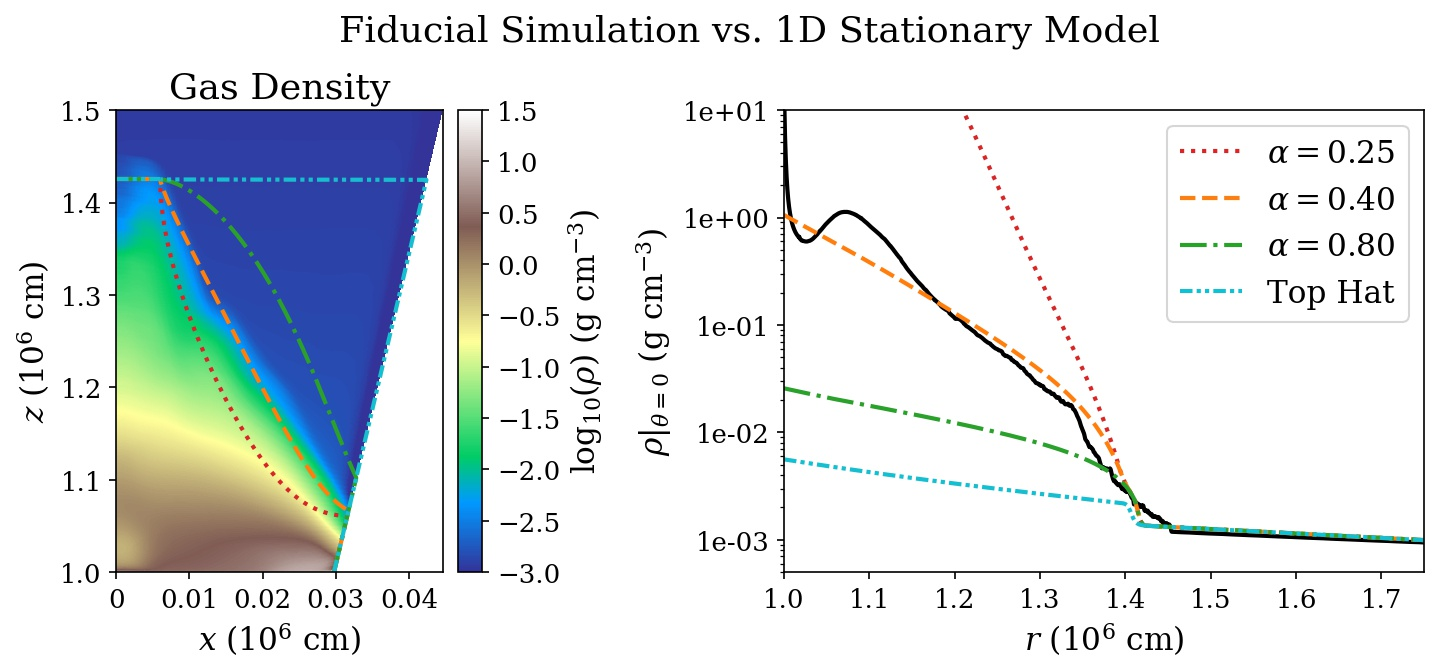 Fiducial Simulation vs. 1D Stationary Model
Gas Density
1.5
1.4
1.3
1.2
1.1
1.0
z (10⁶ cm)
0
0.01
0.02
0.03
0.04
x (10⁶ cm)
1.5
1.0
0.5
0.0
−0.5
−1.0
−1.5
−2.0
−2.5
−3.0
log₁₀(ρ) (g cm⁻³)
1e+01
1e+00
1e-01
1e-02
1e-03
ρ|θ=0 (g cm⁻³)
1.0
1.1
1.2
1.3
1.4
1.5
1.6
1.7
r (10⁶ cm)
α = 0.25
α = 0.40
α = 0.80
Top Hat